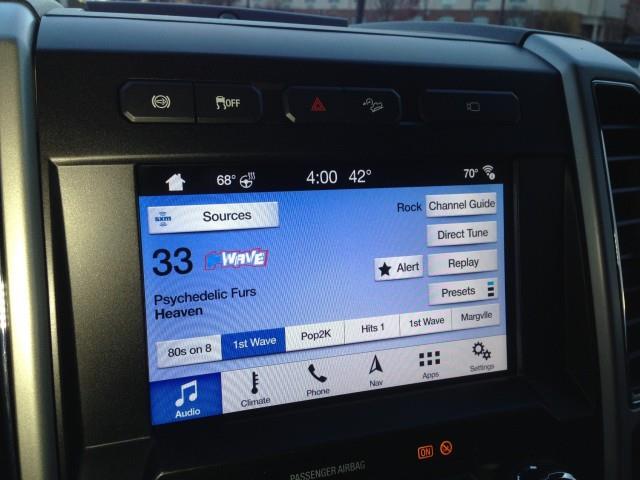 OFF
68° 4:00 42° 70°
sxm Sources
Rock Channel Guide
Direct Tune
33 1WAVE
Alert Replay
Psychedelic Furs
Presets
Heaven
80s on 8 1st Wave Pop2K Hits 1 1st Wave Margvlle
Audio Climate Phone Nav Apps Settings
PASSENGER AIRBAG ON